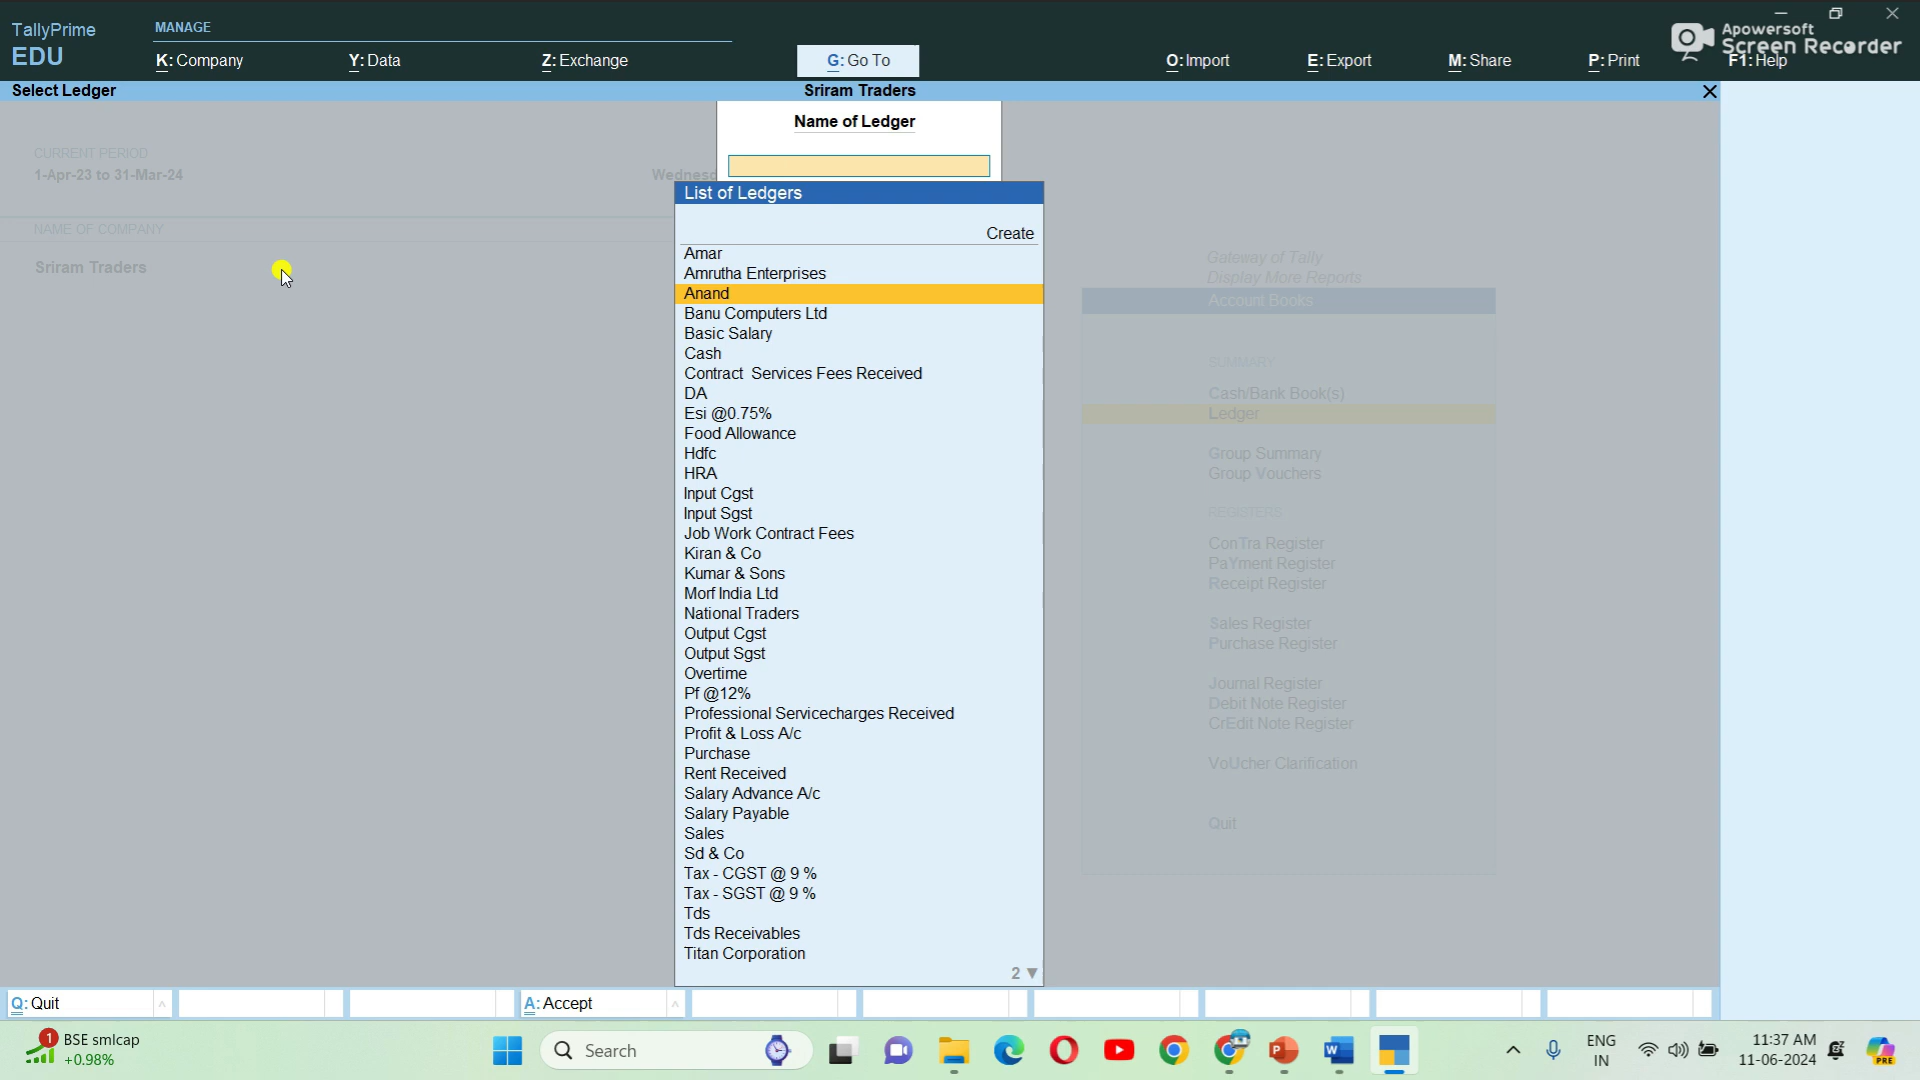 TallyPrime
EDU
MANAGE
K: Company
Y: Data
Z: Exchange
G: Go To
O: Import
E: Export
M: Share
P: Print
F1: Help
Apowersoft
Screen Recorder
Select Ledger
Sriram Traders
CURRENT PERIOD
1-Apr-23 to 31-Mar-24
Wednesd
NAME OF COMPANY
Sriram Traders
Name of Ledger
List of Ledgers
Create
Amar
Amrutha Enterprises
Anand
Banu Computers Ltd
Basic Salary
Cash
Contract  Services Fees Received
DA
Esi @0.75%
Food Allowance
Hdfc
HRA
Input Cgst
Input Sgst
Job Work Contract Fees
Kiran & Co
Kumar & Sons
Morf India Ltd
National Traders
Output Cgst
Output Sgst
Overtime
Pf @12%
Professional Servicecharges Received
Profit & Loss A/c
Purchase
Rent Received
Salary Advance A/c
Salary Payable
Sales
Sd & Co
Tax - CGST @ 9 %
Tax - SGST @ 9 %
Tds
Tds Receivables
Titan Corporation
2 ▼
Gateway of Tally
Display More Reports
Account Books
SUMMARY
Cash/Bank Book(s)
Ledger
Group Summary
Group Vouchers
REGISTERS
ConTra Register
PaYment Register
Receipt Register
Sales Register
Purchase Register
Journal Register
Debit Note Register
CrEdit Note Register
VoUcher Clarification
Quit
Q: Quit
A: Accept
1
BSE smlcap
+0.98%
Search
ENG
IN
11:37 AM
11-06-2024
PRE